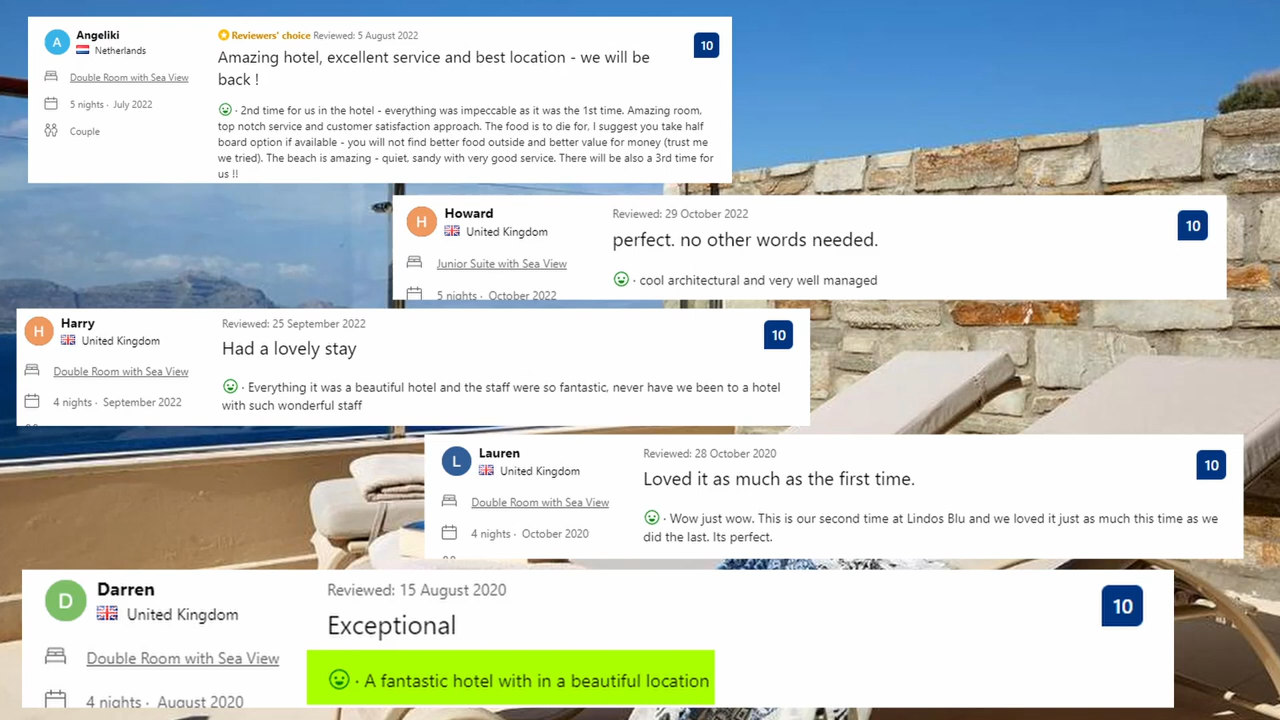 A
Angeliki
Netherlands
Double Room with Sea View
5 nights · July 2022
Couple
Reviewers' choice Reviewed: 5 August 2022
10
Amazing hotel, excellent service and best location - we will be
back !
· 2nd time for us in the hotel - everything was impeccable as it was the 1st time. Amazing room,
top notch service and customer satisfaction approach. The food is to die for, I suggest you take half
board option if available - you will not find better food outside and better value for money (trust me
we tried). The beach is amazing - quiet, sandy with very good service. There will be also a 3rd time for
us !!
H
Howard
United Kingdom
Junior Suite with Sea View
5 nights · October 2022
Reviewed: 29 October 2022
10
perfect. no other words needed.
· cool architectural and very well managed
H
Harry
United Kingdom
Double Room with Sea View
4 nights · September 2022
Reviewed: 25 September 2022
10
Had a lovely stay
· Everything it was a beautiful hotel and the staff were so fantastic, never have we been to a hotel
with such wonderful staff
L
Lauren
United Kingdom
Double Room with Sea View
4 nights · October 2020
Reviewed: 28 October 2020
10
Loved it as much as the first time.
· Wow just wow. This is our second time at Lindos Blu and we loved it just as much this time as we
did the last. Its perfect.
D
Darren
United Kingdom
Double Room with Sea View
4 nights · August 2020
Reviewed: 15 August 2020
10
Exceptional
· A fantastic hotel with in a beautiful location